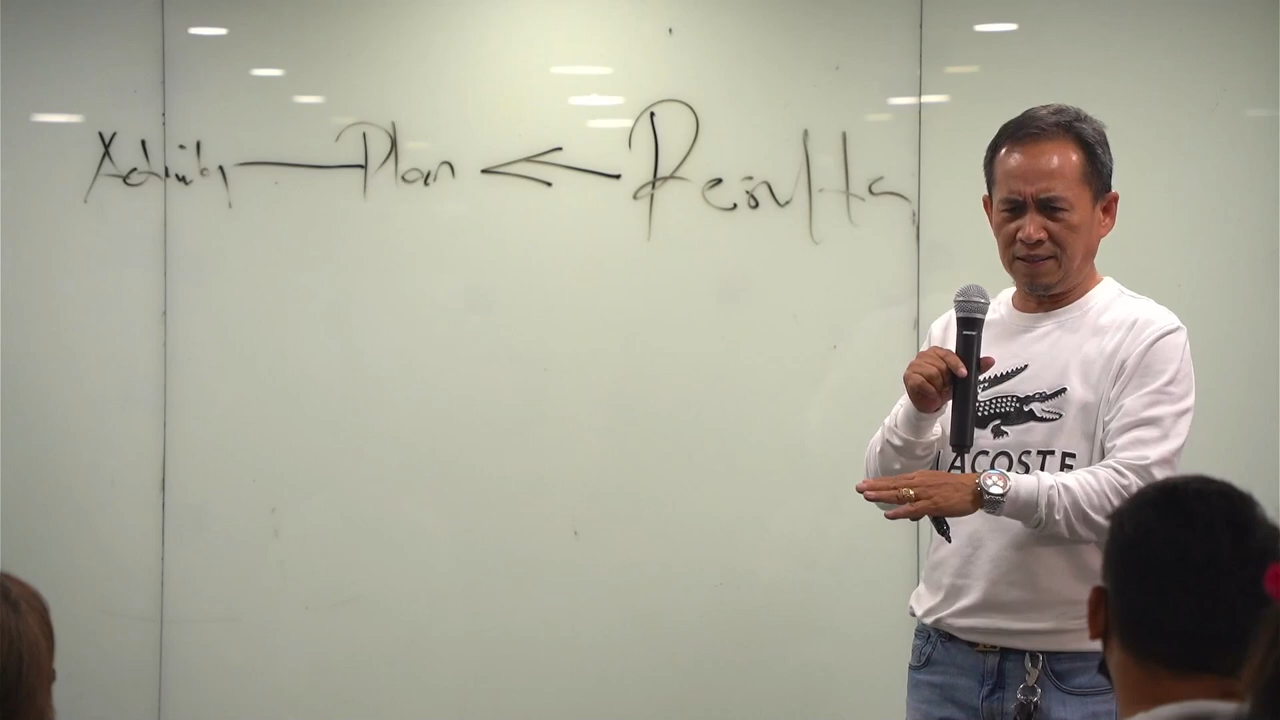 Activity — Plan ← Results
LACOSTE